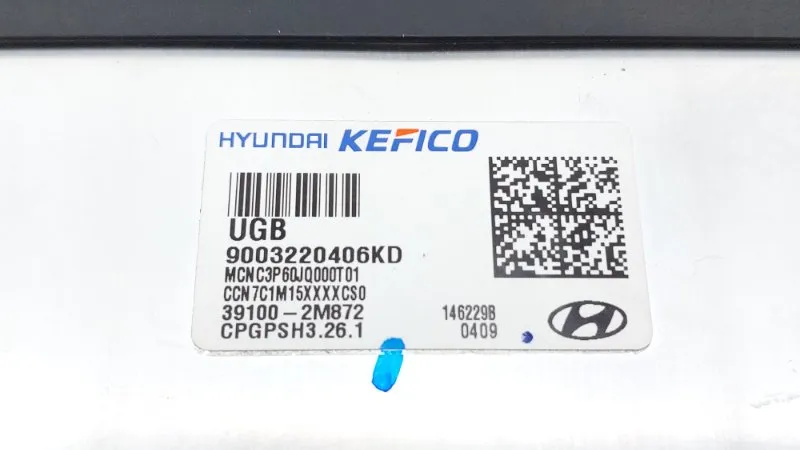 HYUNDAI KEFICO
UGB
9003220406KD
MCNC3P60JQ000T01
CCN7C1M15XXXXCS0
39100-2M872 146229B
CPGPSH3.26.1 0409